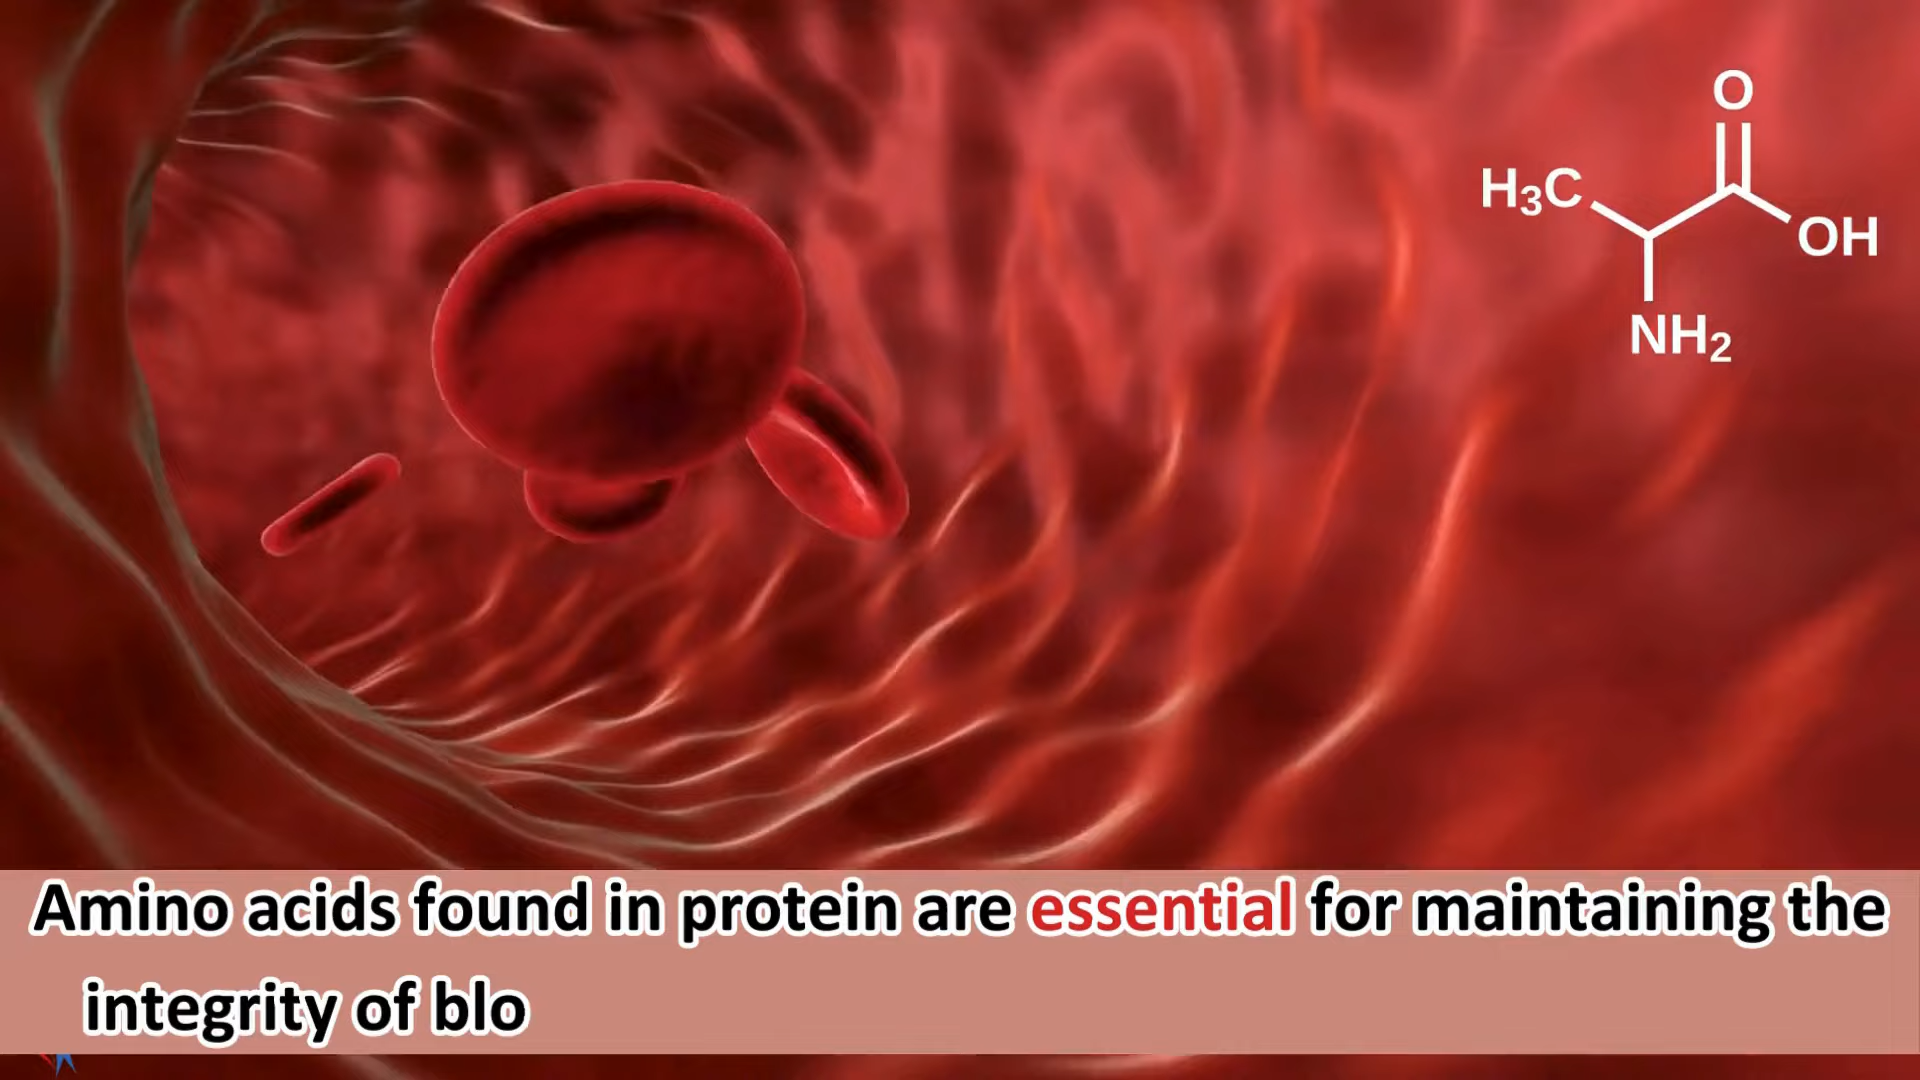 O
H₃C
OH
NH₂
Amino acids found in protein are essential for maintaining the
integrity of blo